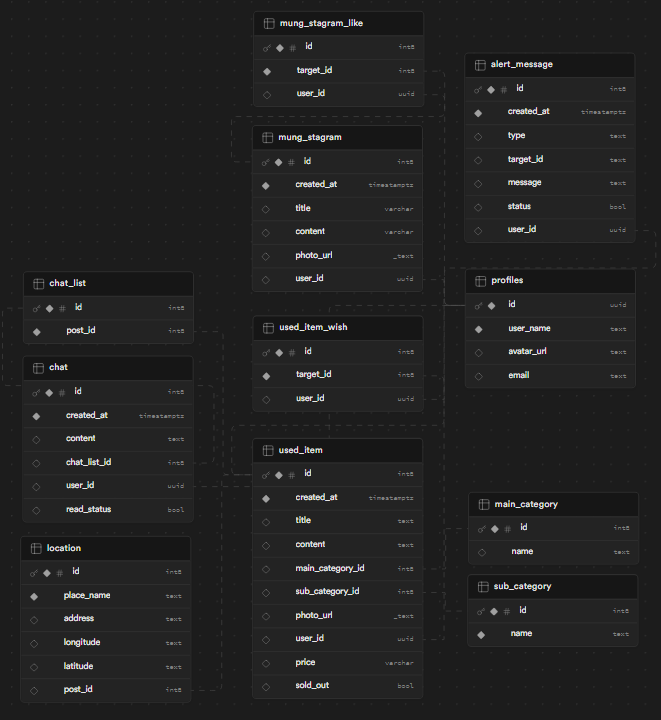 mung_stagram_like
id int8
target_id int8
user_id uuid
alert_message
id int8
created_at timestamptz
type text
target_id text
message text
status bool
user_id uuid
mung_stagram
id int8
created_at timestamptz
title varchar
content varchar
photo_url _text
user_id uuid
profiles
id uuid
user_name text
avatar_url text
email text
chat_list
id int8
post_id int8
used_item_wish
id int8
target_id int8
user_id uuid
chat
id int8
created_at timestamptz
content text
chat_list_id int8
user_id uuid
read_status bool
used_item
id int8
created_at timestamptz
title text
content text
main_category_id int8
sub_category_id int8
photo_url _text
user_id uuid
price varchar
sold_out bool
main_category
id int8
name text
location
id int8
place_name text
address text
longitude text
latitude text
post_id int8
sub_category
id int8
name text